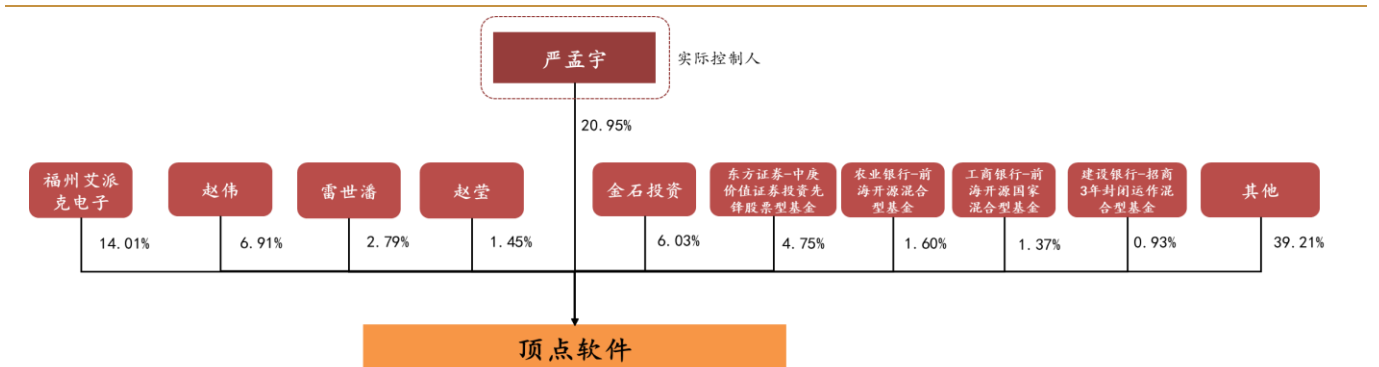 严孟宇
实际控制人
20.95%
福州艾派
克电子
赵伟
雷世潘
赵莹
金石投资
东方证券-中庚
价值证券投资先
锋股票型基金
农业银行-前
海开源混合
型基金
工商银行-前
海开源国家
混合型基金
建设银行-招商
3年封闭运作混
合型基金
其他
14.01%
6.91%
2.79%
1.45%
6.03%
4.75%
1.60%
1.37%
0.93%
39.21%
顶点软件